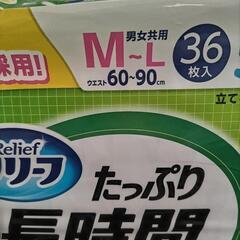 採用!
男女共用
M~L
ウエスト60~90cm
36
枚入
立て
Relief
リーフ
たっぷり
長時間